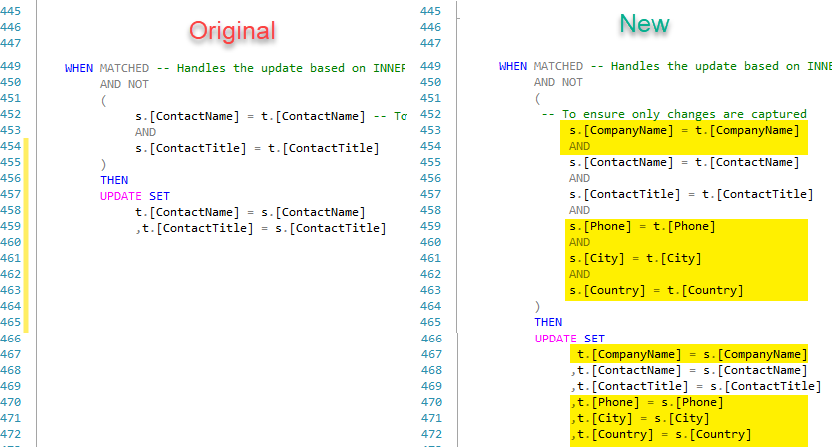 Original
445
446
447
449 WHEN MATCHED -- Handles the update based on INNER
450 AND NOT
451 (
452 s.[ContactName] = t.[ContactName] -- To
453 AND
454 s.[ContactTitle] = t.[ContactTitle]
455 )
456 THEN
457 UPDATE SET
458 t.[ContactName] = s.[ContactName]
459 ,t.[ContactTitle] = s.[ContactTitle]
460
461
462
463
464
465
466
467
468
469
470
471
472
New
445
446
447
449 WHEN MATCHED -- Handles the update based on INNE
450 AND NOT
451 (
452 -- To ensure only changes are captured
453 s.[CompanyName] = t.[CompanyName]
454 AND
455 s.[ContactName] = t.[ContactName]
456 AND
457 s.[ContactTitle] = t.[ContactTitle]
458 AND
459 s.[Phone] = t.[Phone]
460 AND
461 s.[City] = t.[City]
462 AND
463 s.[Country] = t.[Country]
464 )
465 THEN
466 UPDATE SET
467 t.[CompanyName] = s.[CompanyName]
468 ,t.[ContactName] = s.[ContactName]
469 ,t.[ContactTitle] = s.[ContactTitle]
470 ,t.[Phone] = s.[Phone]
471 ,t.[City] = s.[City]
472 ,t.[Country] = s.[Country]